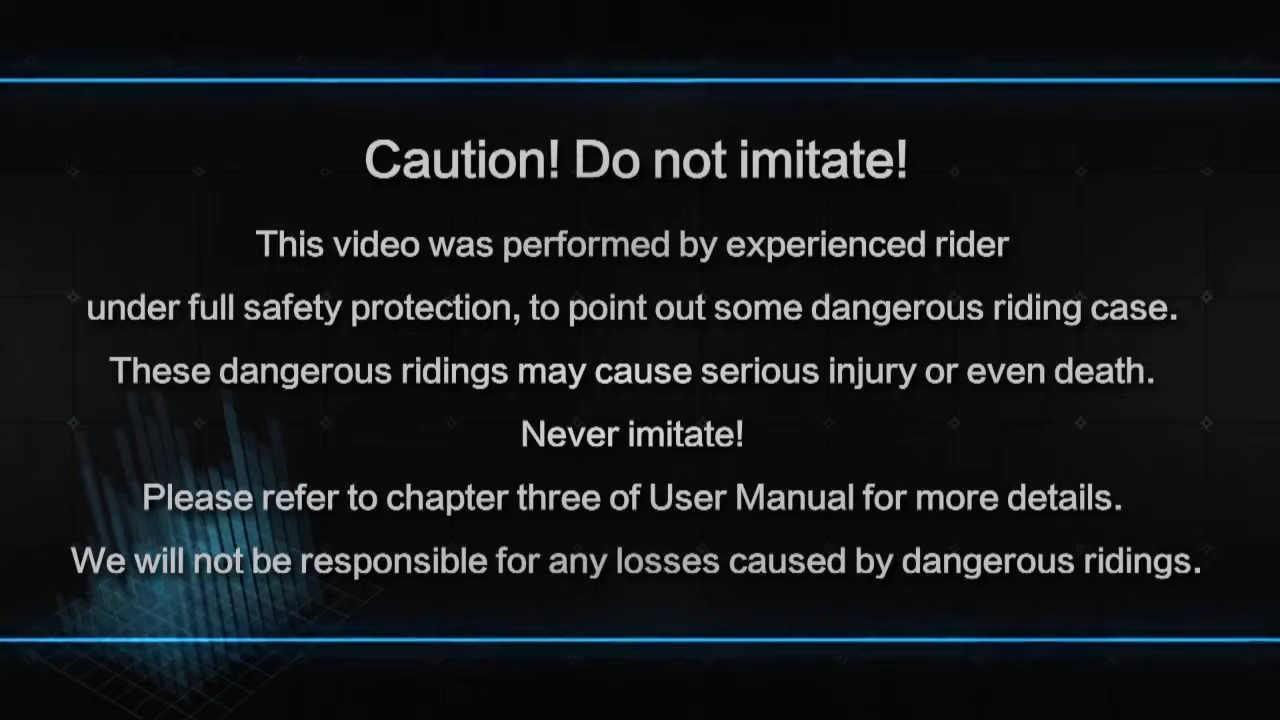 Caution! Do not imitate!
This video was performed by experienced rider
under full safety protection, to point out some dangerous riding case.
These dangerous ridings may cause serious injury or even death.
Never imitate!
Please refer to chapter three of User Manual for more details.
We will not be responsible for any losses caused by dangerous ridings.